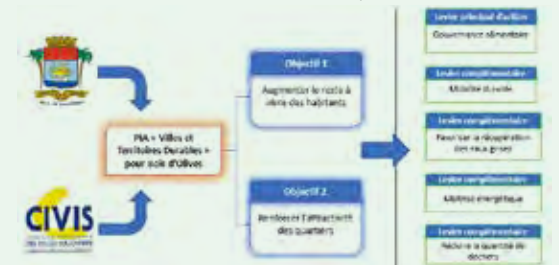 CIVIS
PIA « Villes et
Territoires Durables »
pour Bois d'Olives
Objectif 1
Augmenter le reste à
vivre des habitants
Objectif 2
Renforcer l'attractivité
des quartiers
Levier principal d'action
Gouvernance alimentaire
Levier complémentaire
Mobilité durable
Levier complémentaire
Favoriser la récupération
des eaux grises
Levier complémentaire
Maîtrise énergétique
Levier complémentaire
Réduire la quantité de
déchets